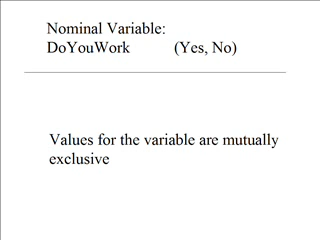 Nominal Variable:
DoYouWork (Yes, No)
Values for the variable are mutually
exclusive